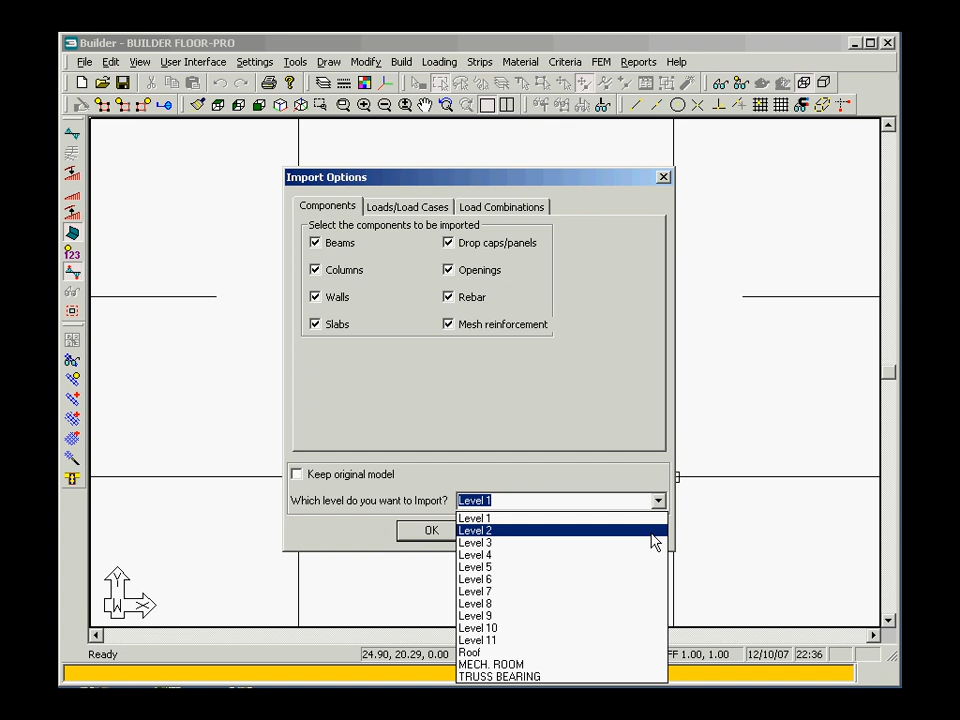 Builder - BUILDER FLOOR-PRO
File Edit View User Interface Settings Tools Draw Modify Build Loading Strips Material Criteria FEM Reports Help
Import Options
Components Loads/Load Cases Load Combinations
Select the components to be imported
Beams Drop caps/panels
Columns Openings
Walls Rebar
Slabs Mesh reinforcement
123
Keep original model
Which level do you want to Import? Level 1
OK
Level 1
Level 2
Level 3
Level 4
Level 5
Level 6
Level 7
Level 8
Level 9
Level 10
Level 11
Roof
MECH. ROOM
TRUSS BEARING
Y
W X
Ready 24.90, 20.29, 0.00 FF 1.00, 1.00 12/10/07 22:36